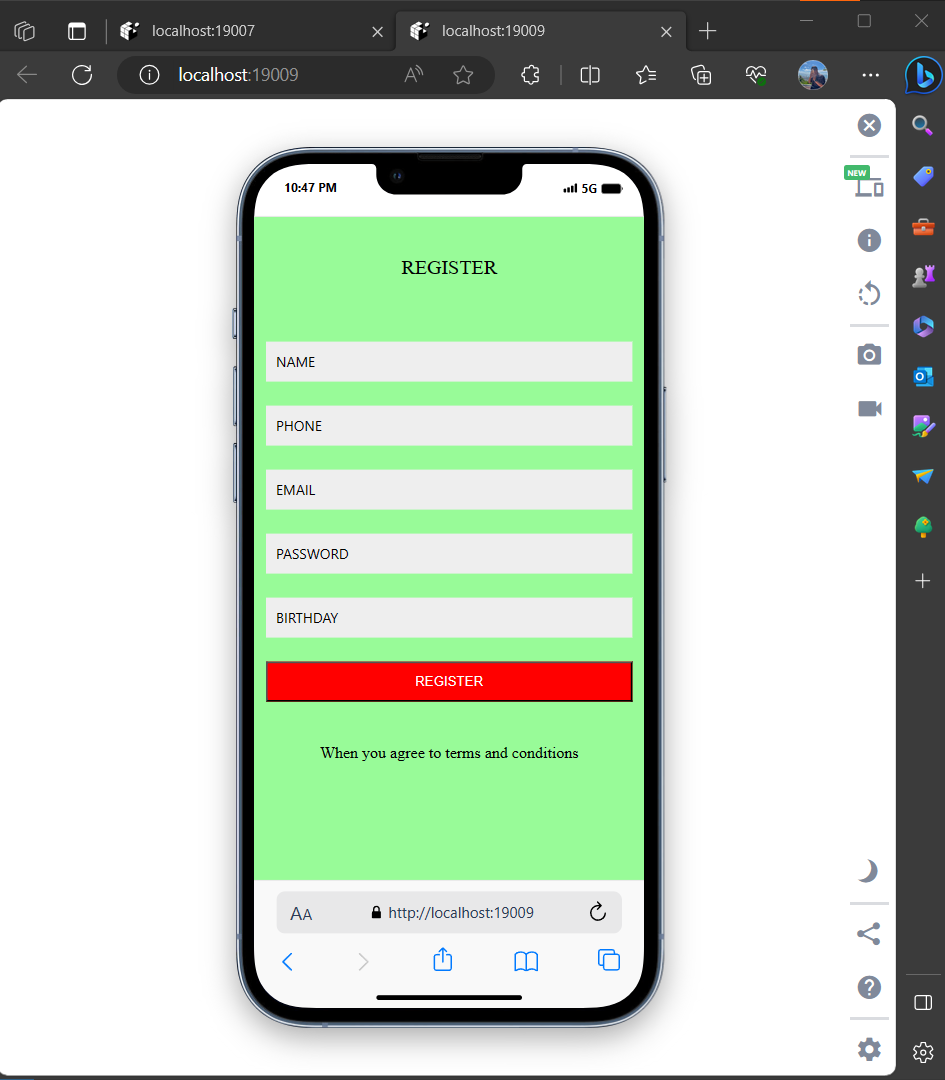 localhost:19007
localhost:19009
localhost:19009
NEW
10:47 PM
5G
REGISTER
NAME
PHONE
EMAIL
PASSWORD
BIRTHDAY
REGISTER
When you agree to terms and conditions
AA
http://localhost:19009